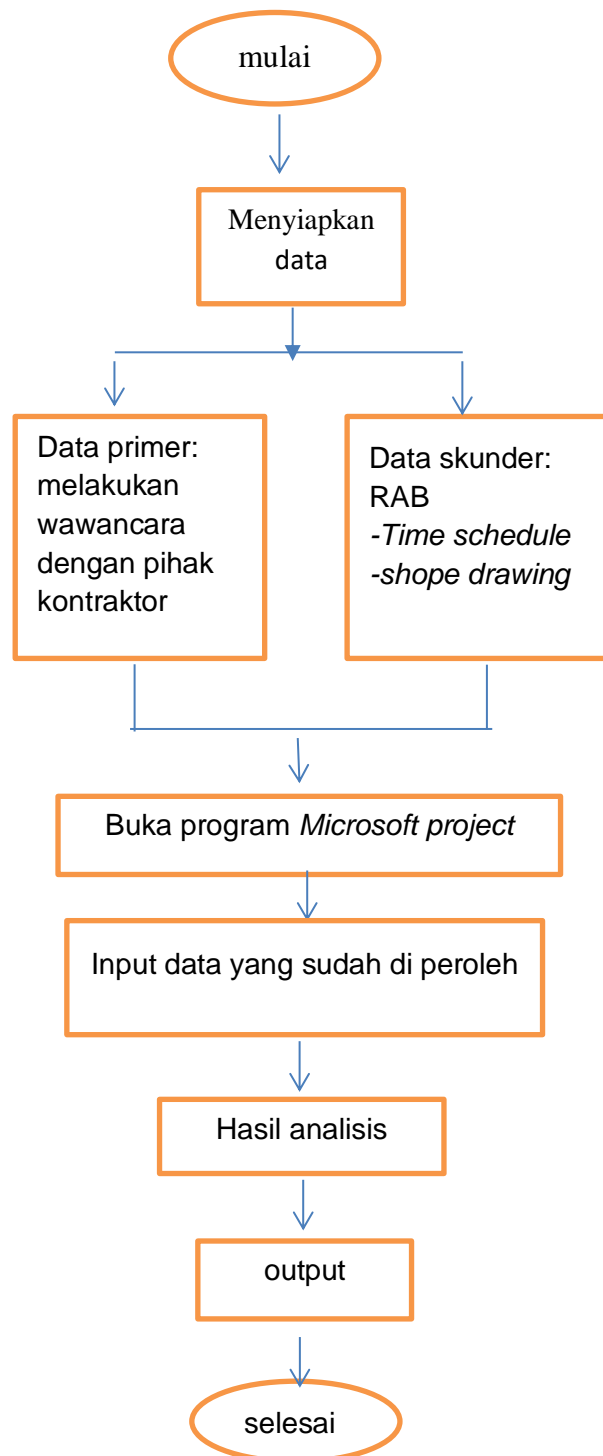 mulai
Menyiapkan
data
Data primer:
melakukan
wawancara
dengan pihak
kontraktor
Data skunder:
RAB
-Time schedule
-shope drawing
Buka program Microsoft project
Input data yang sudah di peroleh
Hasil analisis
output
selesai